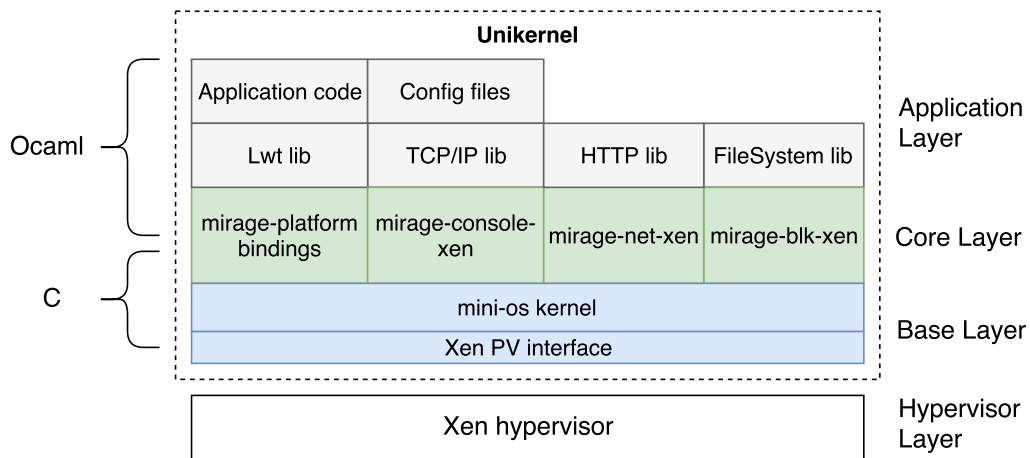 Unikernel
Application code
Config files
Application
Layer
Ocaml
Lwt lib
TCP/IP lib
HTTP lib
FileSystem lib
mirage-platform
bindings
mirage-console-
xen
mirage-net-xen
mirage-blk-xen
Core Layer
C
mini-os kernel
Base Layer
Xen PV interface
Xen hypervisor
Hypervisor
Layer